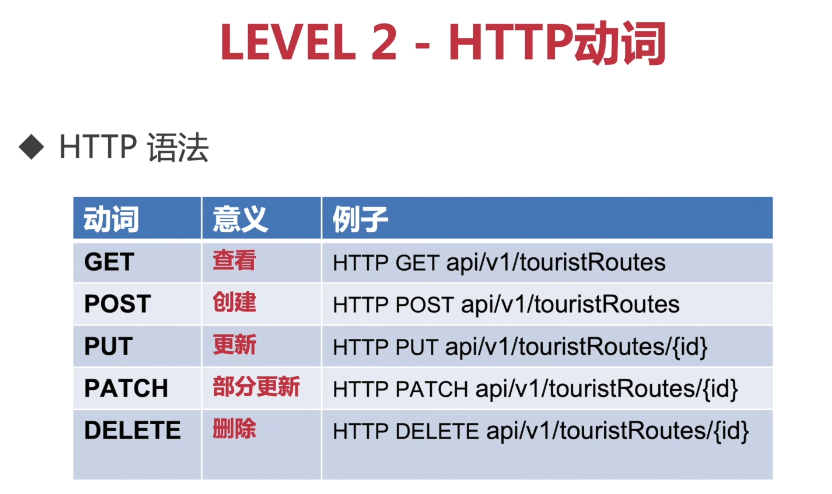 LEVEL 2 - HTTP动词
◆ HTTP 语法
动词 意义 例子
GET 查看 HTTP GET api/v1/touristRoutes
POST 创建 HTTP POST api/v1/touristRoutes
PUT 更新 HTTP PUT api/v1/touristRoutes/{id}
PATCH 部分更新 HTTP PATCH api/v1/touristRoutes/{id}
DELETE 删除 HTTP DELETE api/v1/touristRoutes/{id}